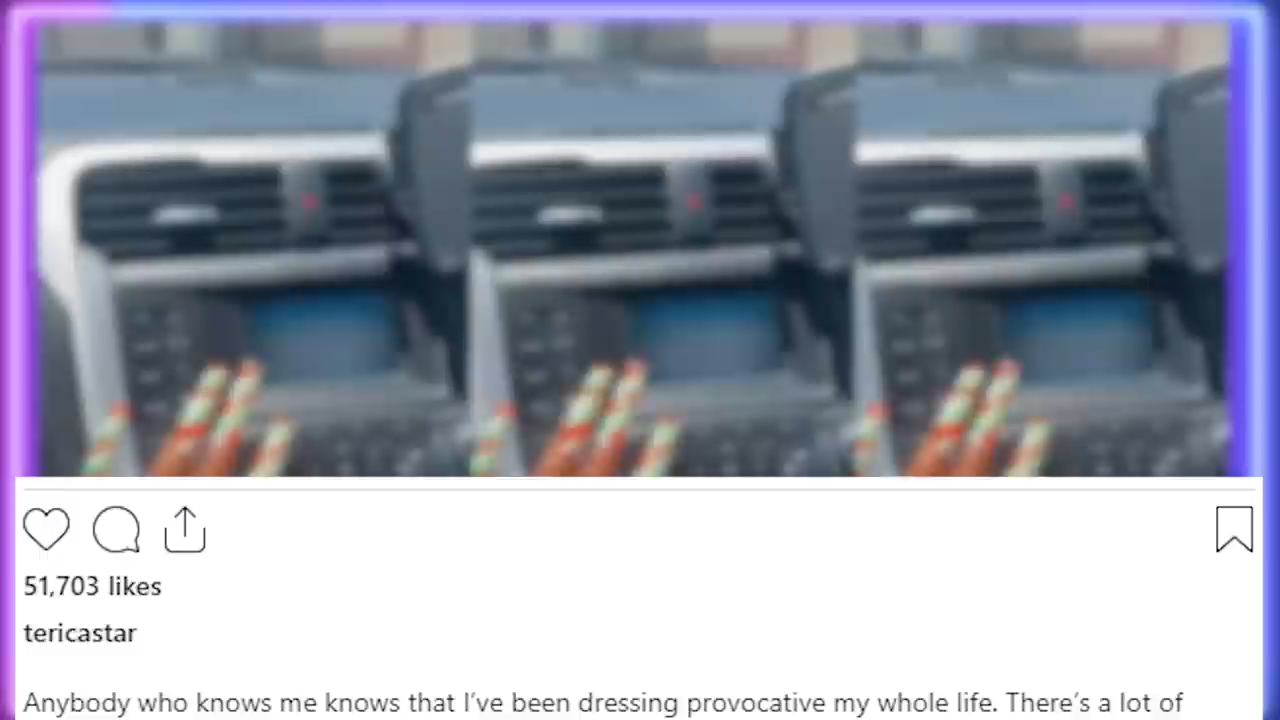 51,703 likes
tericastar
Anybody who knows me knows that I've been dressing provocative my whole life. There's a lot of